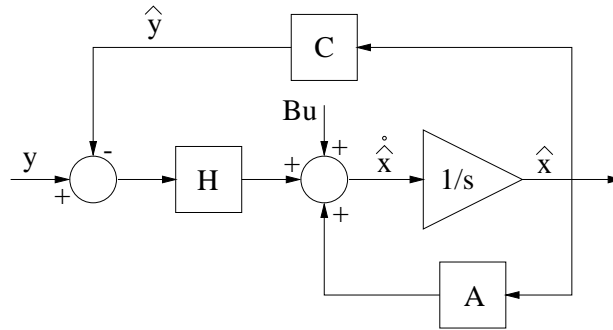 ŷ
C
Bu
y
-
+
H
+
+
+
x̂̊
1/s
x̂
A